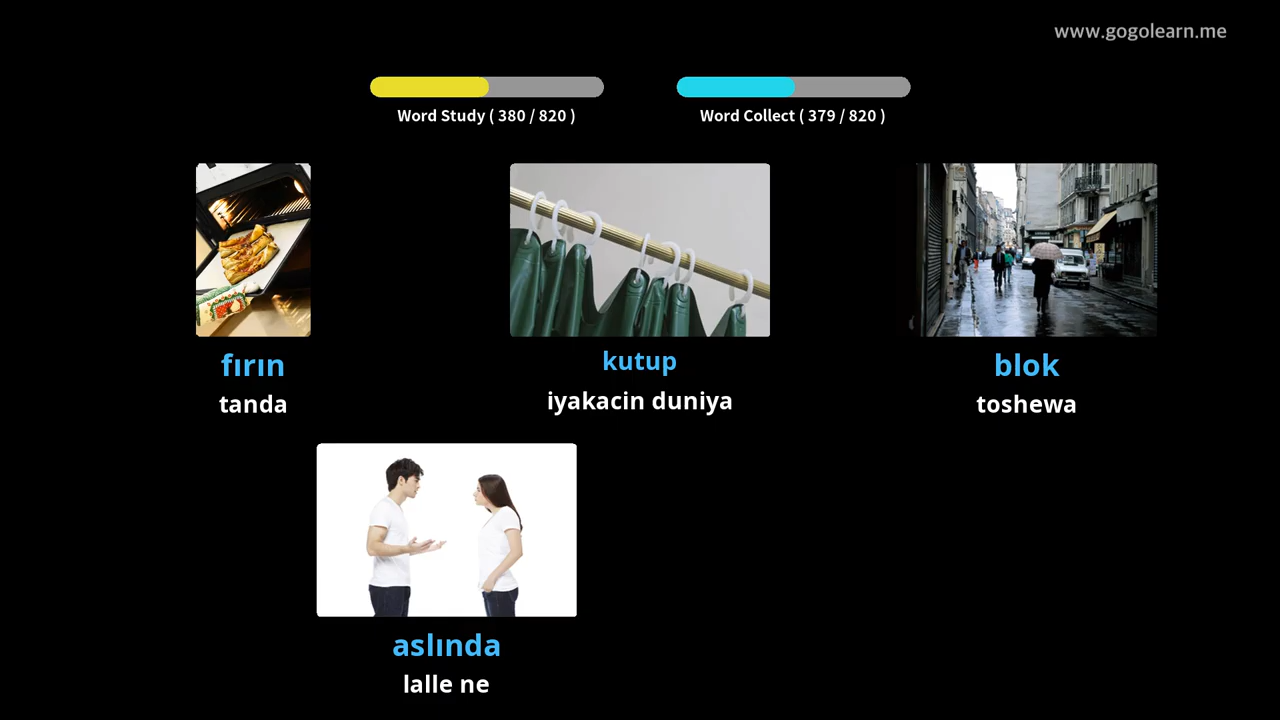 www.gogolearn.me
Word Study ( 380 / 820 )
Word Collect ( 379 / 820 )
fırın
tanda
kutup
iyakacin duniya
blok
toshewa
aslında
lalle ne